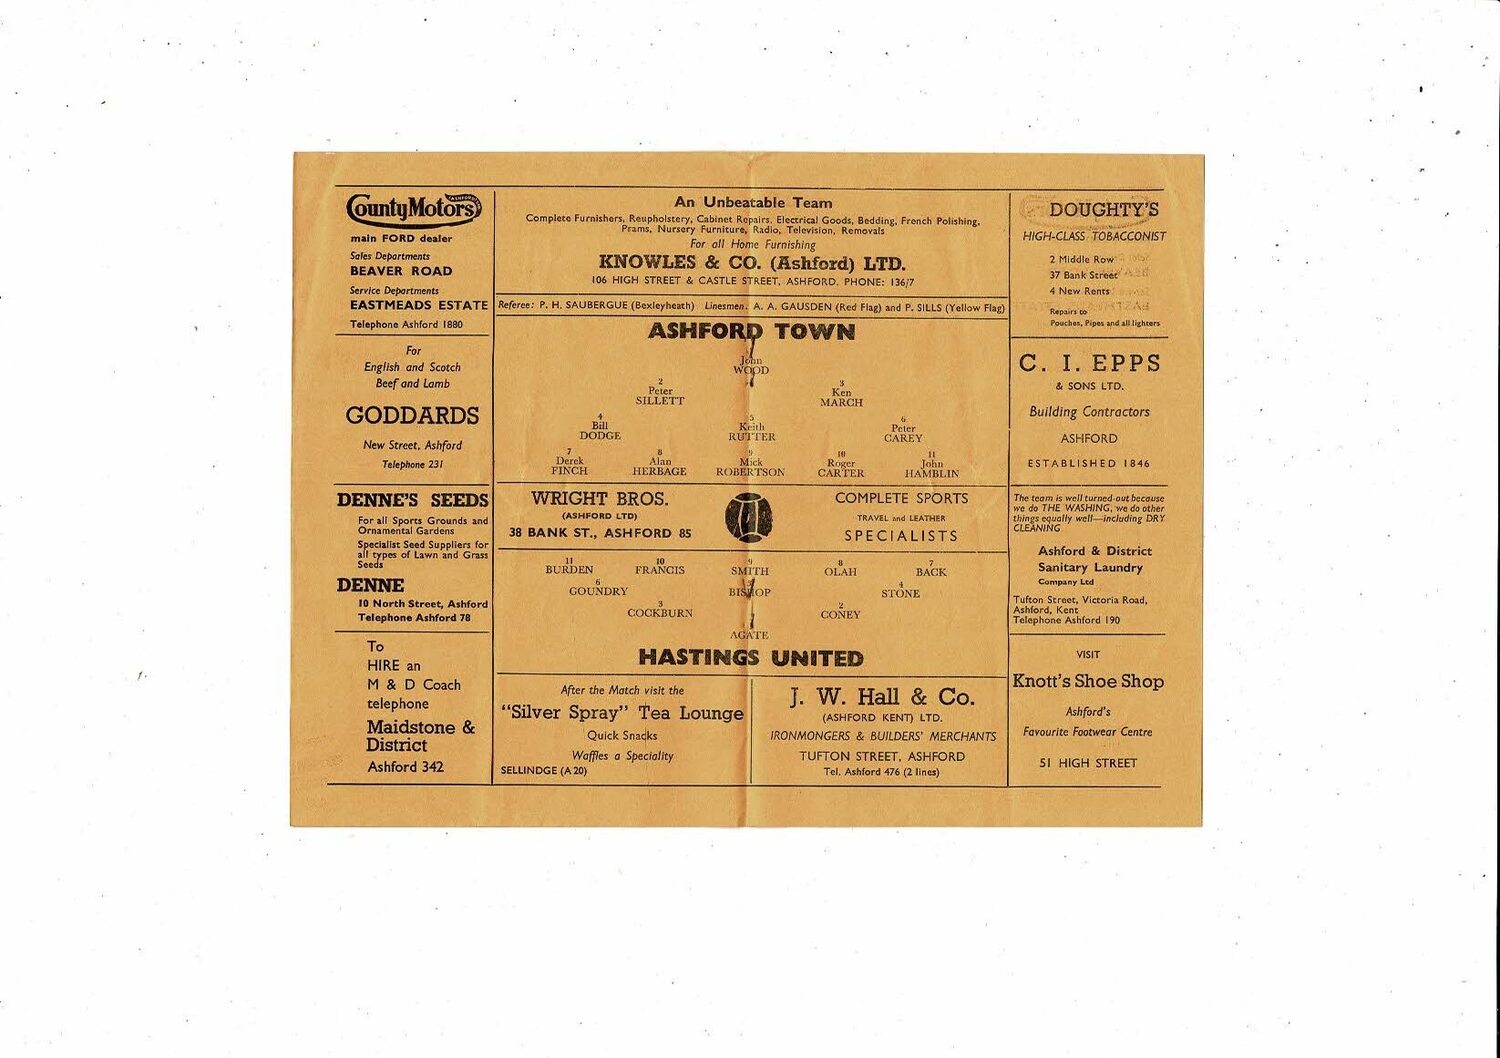 County Motors
ASHFORD
main FORD dealer
Sales Departments
BEAVER ROAD
Service Departments
EASTMEADS ESTATE
Telephone Ashford 1880
For
English and Scotch
Beef and Lamb
GODDARDS
New Street, Ashford
Telephone 231
DENNE'S SEEDS
For all Sports Grounds and
Ornamental Gardens
Specialist Seed Suppliers for
all types of Lawn and Grass
Seeds
DENNE
10 North Street, Ashford
Telephone Ashford 78
To
HIRE an
M & D Coach
telephone
Maidstone &
District
Ashford 342
An Unbeatable Team
Complete Furnishers, Reupholstery, Cabinet Repairs, Electrical Goods, Bedding, French Polishing,
Prams, Nursery Furniture, Radio, Television, Removals
For all Home Furnishing
KNOWLES & CO. (Ashford) LTD.
106 HIGH STREET & CASTLE STREET, ASHFORD. PHONE: 136/7
Referee: P. H. SAUBERGUE (Bexleyheath) Linesmen: A. A. GAUSDEN (Red Flag) and P. SILLS (Yellow Flag)
ASHFORD TOWN
John
WOOD
2 3
Peter Ken
SILLETT MARCH
4 5 6
Bill Keith Peter
DODGE RUTTER CAREY
7 8 9 10 11
Derek Alan Mick Roger John
FINCH HERBAGE ROBERTSON CARTER HAMBLIN
WRIGHT BROS.
(ASHFORD LTD)
38 BANK ST., ASHFORD 85
COMPLETE SPORTS
TRAVEL and LEATHER
SPECIALISTS
11 10 9 8 7
BURDEN FRANCIS SMITH OLAH BACK
6 5 4
GOUNDRY BISHOP STONE
3 2
COCKBURN CONEY
1
AGATE
HASTINGS UNITED
After the Match visit the
"Silver Spray" Tea Lounge
Quick Snacks
Waffles a Speciality
SELLINDGE (A 20)
J. W. Hall & Co.
(ASHFORD KENT) LTD.
IRONMONGERS & BUILDERS' MERCHANTS
TUFTON STREET, ASHFORD
Tel. Ashford 476 (2 lines)
DOUGHTY'S
HIGH-CLASS TOBACCONIST
2 Middle Row
37 Bank Street
4 New Rents
Repairs to
Pouches, Pipes and all lighters
C. I. EPPS
& SONS LTD.
Building Contractors
ASHFORD
ESTABLISHED 1846
The team is well turned-out because
we do THE WASHING, we do other
things equally well—including DRY
CLEANING
Ashford & District
Sanitary Laundry
Company Ltd
Tufton Street, Victoria Road,
Ashford, Kent
Telephone Ashford 190
VISIT
Knott's Shoe Shop
Ashford's
Favourite Footwear Centre
51 HIGH STREET